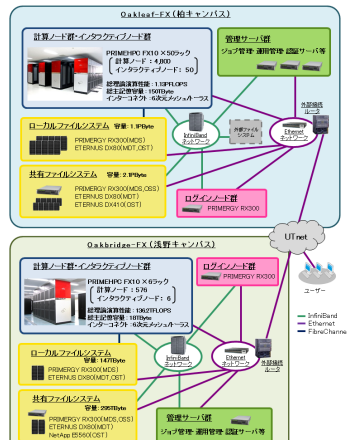 Oakleaf-FX(柏キャンパス)
計算ノード群・インタラクティブノード群
PRIMEHPC FX10 ×50ラック
計算ノード：4,800
インタラクティブノード：50
総理論演算性能：1.13PFLOPS
総主記憶容量：150TByte
インターコネクト：6次元メッシュ/トーラス
管理サーバ群
ジョブ管理・運用管理・認証サーバ等
ローカルファイルシステム 容量: 1.1PByte
PRIMERGY RX300(MDS)
ETERNUS DX80(MDT,OST)
共有ファイルシステム 容量: 2.1PByte
PRIMERGY RX300(MDS,OSS)
ETERNUS DX80(MDT)
ETERNUS DX410(OST)
InfiniBand
ネットワーク
外部ファイル
システム
Ethernet
ネットワーク
外部接続
ルータ
ログインノード群
PRIMERGY RX300
UTnet
ユーザー
InfiniBand
Ethernet
FibreChannel
Oakbridge-FX(浅野キャンパス)
計算ノード群・インタラクティブノード群
PRIMEHPC FX10 ×6ラック
計算ノード：576
インタラクティブノード：6
総理論演算性能：136.2TFLOPS
総主記憶容量：18TByte
インターコネクト：6次元メッシュ/トーラス
ログインノード群
PRIMERGY RX300
ローカルファイルシステム
容量: 147TByte
PRIMERGY RX300(MDS)
ETERNUS DX80(MDT,OST)
InfiniBand
ネットワーク
Ethernet
ネットワーク
外部接続
ルータ
共有ファイルシステム
容量: 295TByte
PRIMERGY RX300(MDS,OSS)
ETERNUS DX80(MDT)
NetApp E5560(OST)
管理サーバ群
ジョブ管理・運用管理・認証サーバ等